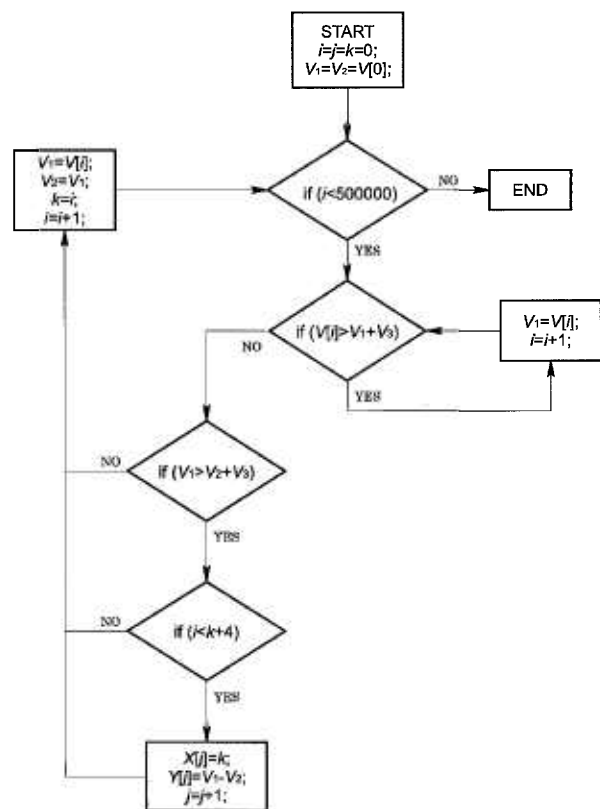 START
i=j=k=0;
V1=V2=V[0];
V1=V[i];
V2=V1;
k=i;
i=i+1;
if (i<500000)
NO
END
YES
if (V[i]>V1+V3)
NO
V1=V[i];
i=i+1;
YES
NO
if (V1>V2+V3)
YES
NO
if (i<k+4)
YES
X[j]=k;
Y[j]=V1-V2;
j=j+1;